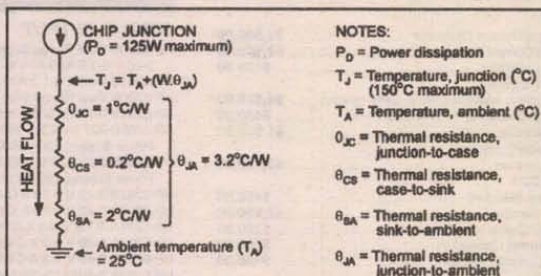 CHIP JUNCTION
(P_D = 125W maximum)
T_J = T_A+(W.θ_JA)
0_JC = 1°C/W
θ_CS = 0.2°C/W
θ_JA = 3.2°C/W
θ_SA = 2°C/W
HEAT FLOW
Ambient temperature (T_A)
= 25°C
NOTES:
P_D = Power dissipation
T_J = Temperature, junction (°C)
(150°C maximum)
T_A = Temperature, ambient (°C)
0_JC = Thermal resistance,
junction-to-case
θ_CS = Thermal resistance,
case-to-sink
θ_SA = Thermal resistance,
sink-to-ambient
θ_JA = Thermal resistance,
junction-to-ambient